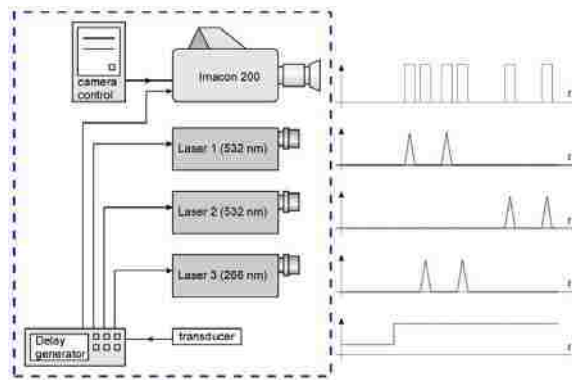 camera
control
Imacon 200
t
Laser 1 (532 nm)
t
Laser 2 (532 nm)
t
Laser 3 (266 nm)
t
Delay
generator
transducer
t